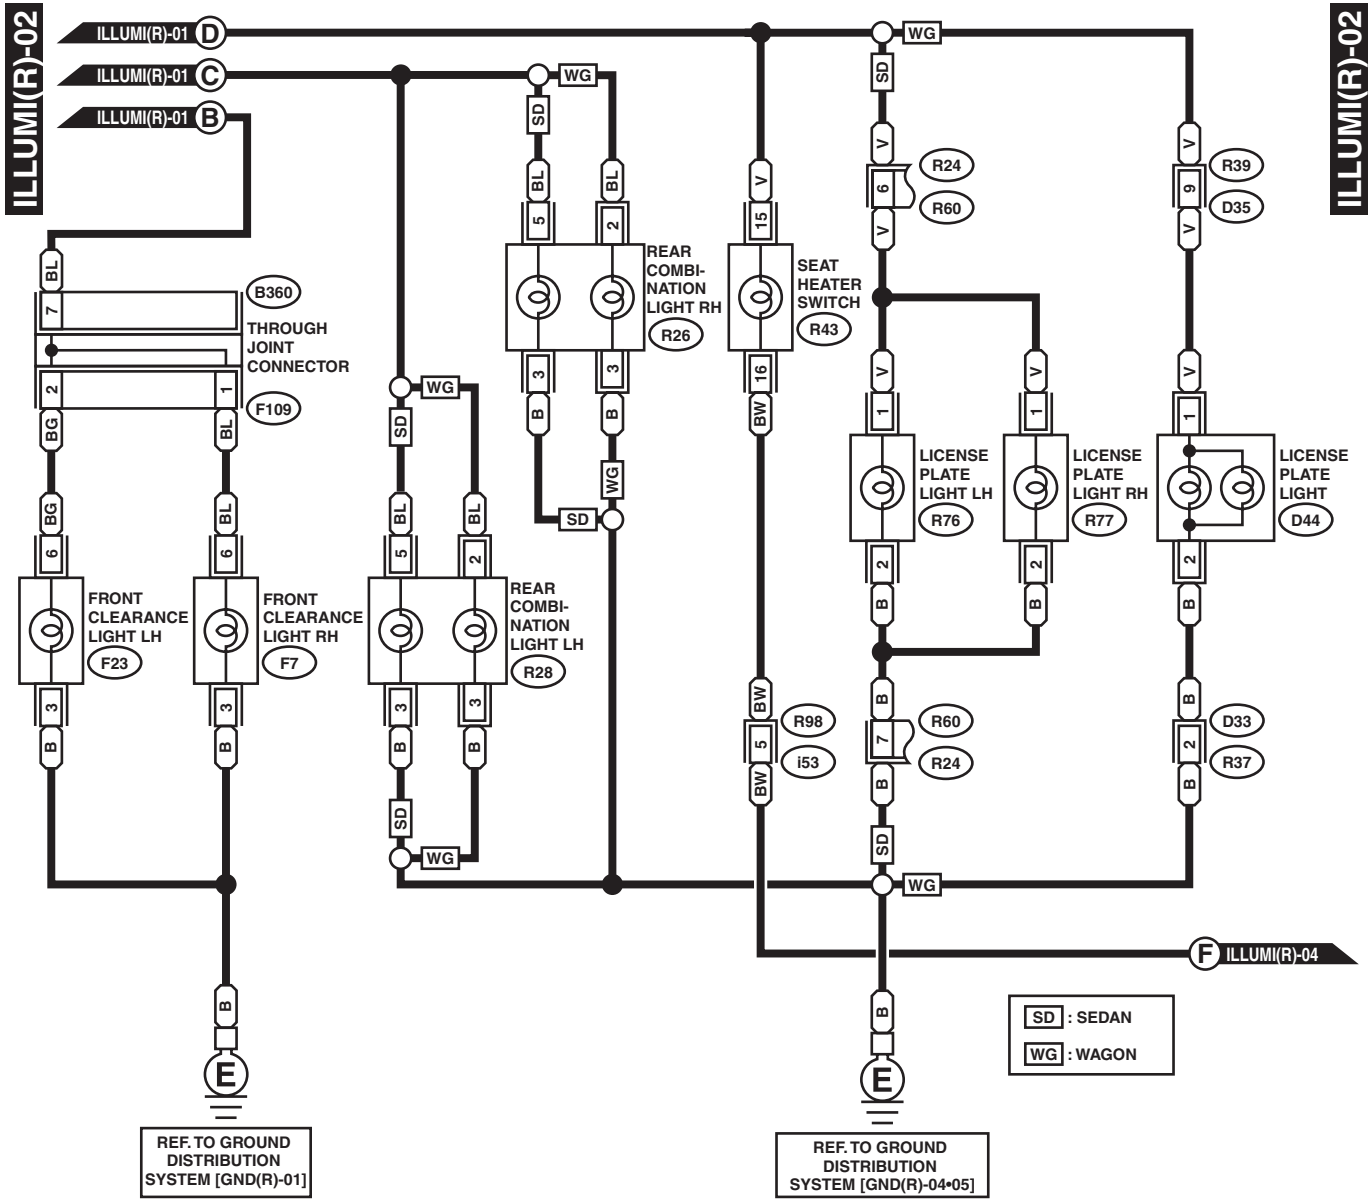 ILLUMI(R)-02
ILLUMI(R)-02
ILLUMI(R)-01 D
WG
ILLUMI(R)-01 C
WG
ILLUMI(R)-01 B
SD
SD
BL
BL
V
V
V
R24
R39
6
9
R60
D35
5
2
15
V
V
BL
7
B360
THROUGH
JOINT
CONNECTOR
2
1
F109
REAR
COMBI-
NATION
LIGHT RH
R26
SEAT
HEATER
SWITCH
R43
3
3
16
V
V
V
WG
SD
B
B
BW
1
1
1
BG
BL
WG
SD
BG
BL
BL
BL
LICENSE
PLATE
LIGHT LH
R76
LICENSE
PLATE
LIGHT RH
R77
LICENSE
PLATE
LIGHT
D44
6
6
5
2
2
2
2
FRONT
CLEARANCE
LIGHT LH
F23
FRONT
CLEARANCE
LIGHT RH
F7
REAR
COMBI-
NATION
LIGHT LH
R28
B
B
B
3
3
3
3
BW
B
B
B
B
B
B
R98
R60
D33
5
7
2
i53
R24
R37
BW
B
B
SD
SD
WG
WG
F ILLUMI(R)-04
B
B
SD : SEDAN
WG : WAGON
E
E
REF. TO GROUND
DISTRIBUTION
SYSTEM [GND(R)-01]
REF. TO GROUND
DISTRIBUTION
SYSTEM [GND(R)-04•05]